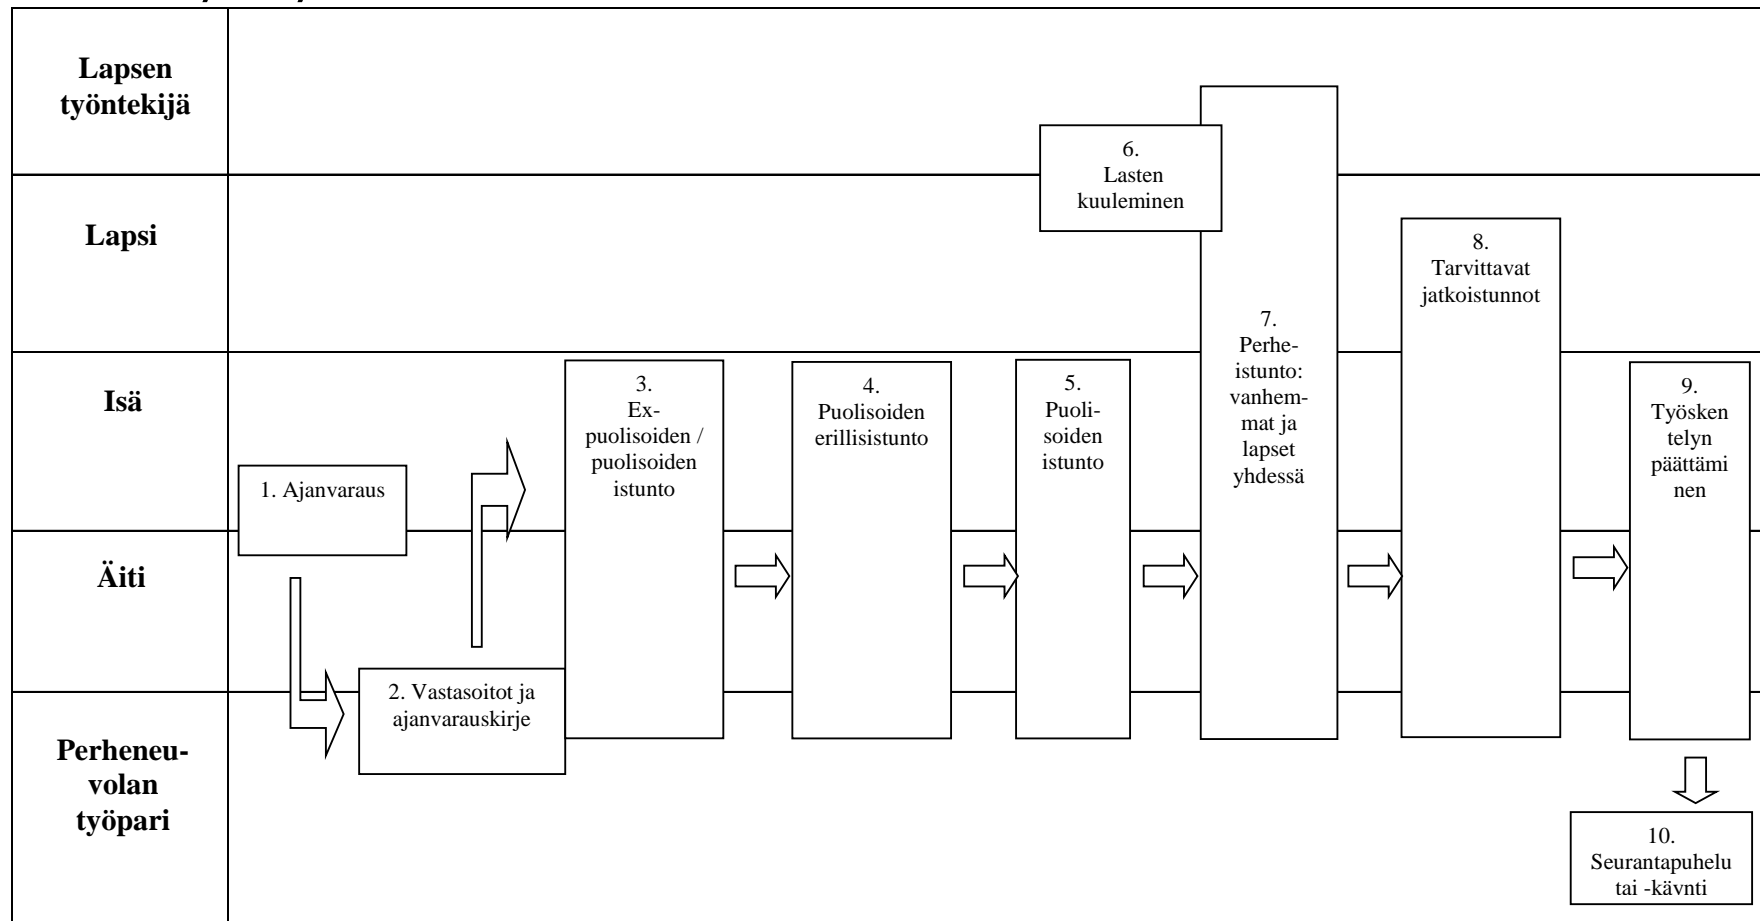 Lapsen
työntekijä
Lapsi
Isä
Äiti
Perheneu-
volan
työpari
1. Ajanvaraus
2. Vastasoitot ja
ajanvarauskirje
3.
Ex-
puolisoiden /
puolisoiden
istunto
4.
Puolisoiden
erillisistunto
5.
Puoli-
soiden
istunto
6.
Lasten
kuuleminen
7.
Perhe-
istunto:
vanhem-
mat ja
lapset
yhdessä
8.
Tarvittavat
jatkoistunnot
9.
Työsken
telyn
päättämi
nen
10.
Seurantapuhelu
tai -kävnti